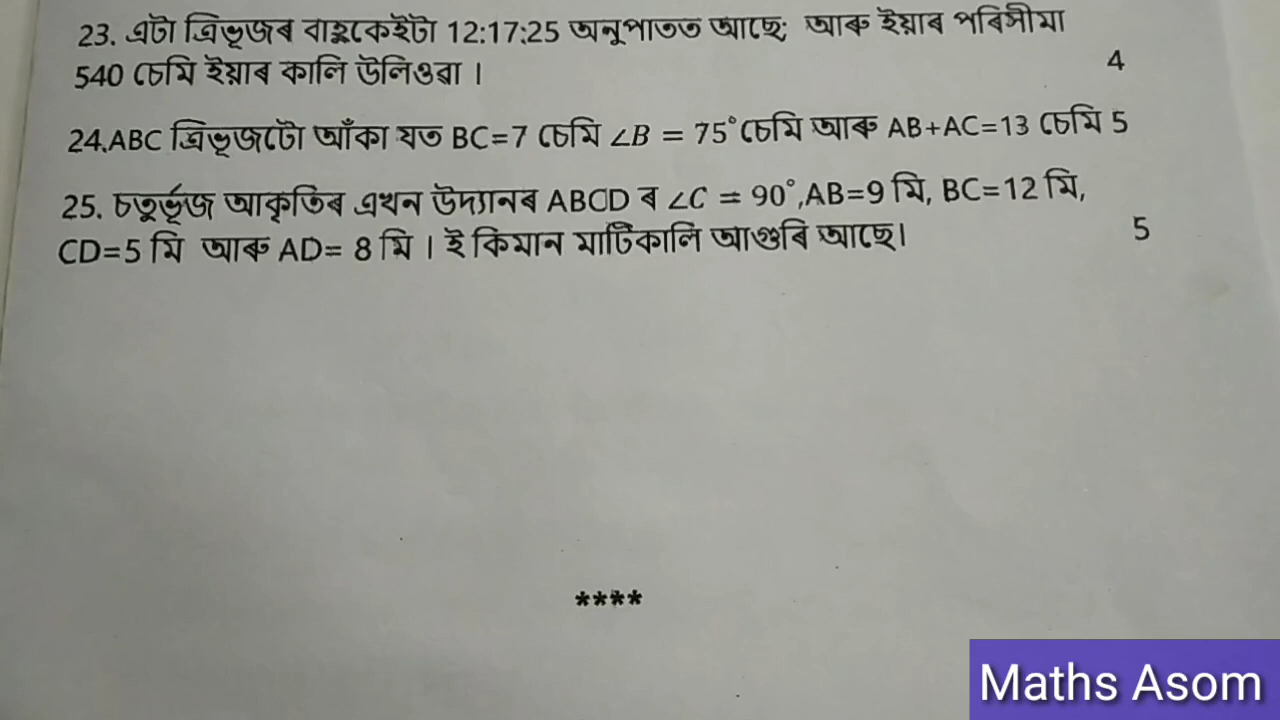 23. এটা ত্ৰিভূজৰ বাহুকেইটা 12:17:25 অনুপাতত আছে; আৰু ইয়াৰ পৰিসীমা
540 চেমি ইয়াৰ কালি উলিওৱা ।
4
24.ABC ত্ৰিভূজটো আঁকা যত BC=7 চেমি ∠B = 75°চেমি আৰু AB+AC=13 চেমি 5
25. চতুৰ্ভূজ আকৃতিৰ এখন উদ্যানৰ ABCD ৰ ∠C = 90°,AB=9 মি, BC=12 মি,
CD=5 মি আৰু AD= 8 মি । ই কিমান মাটিকালি আগুৰি আছে।
5
****
Maths Asom